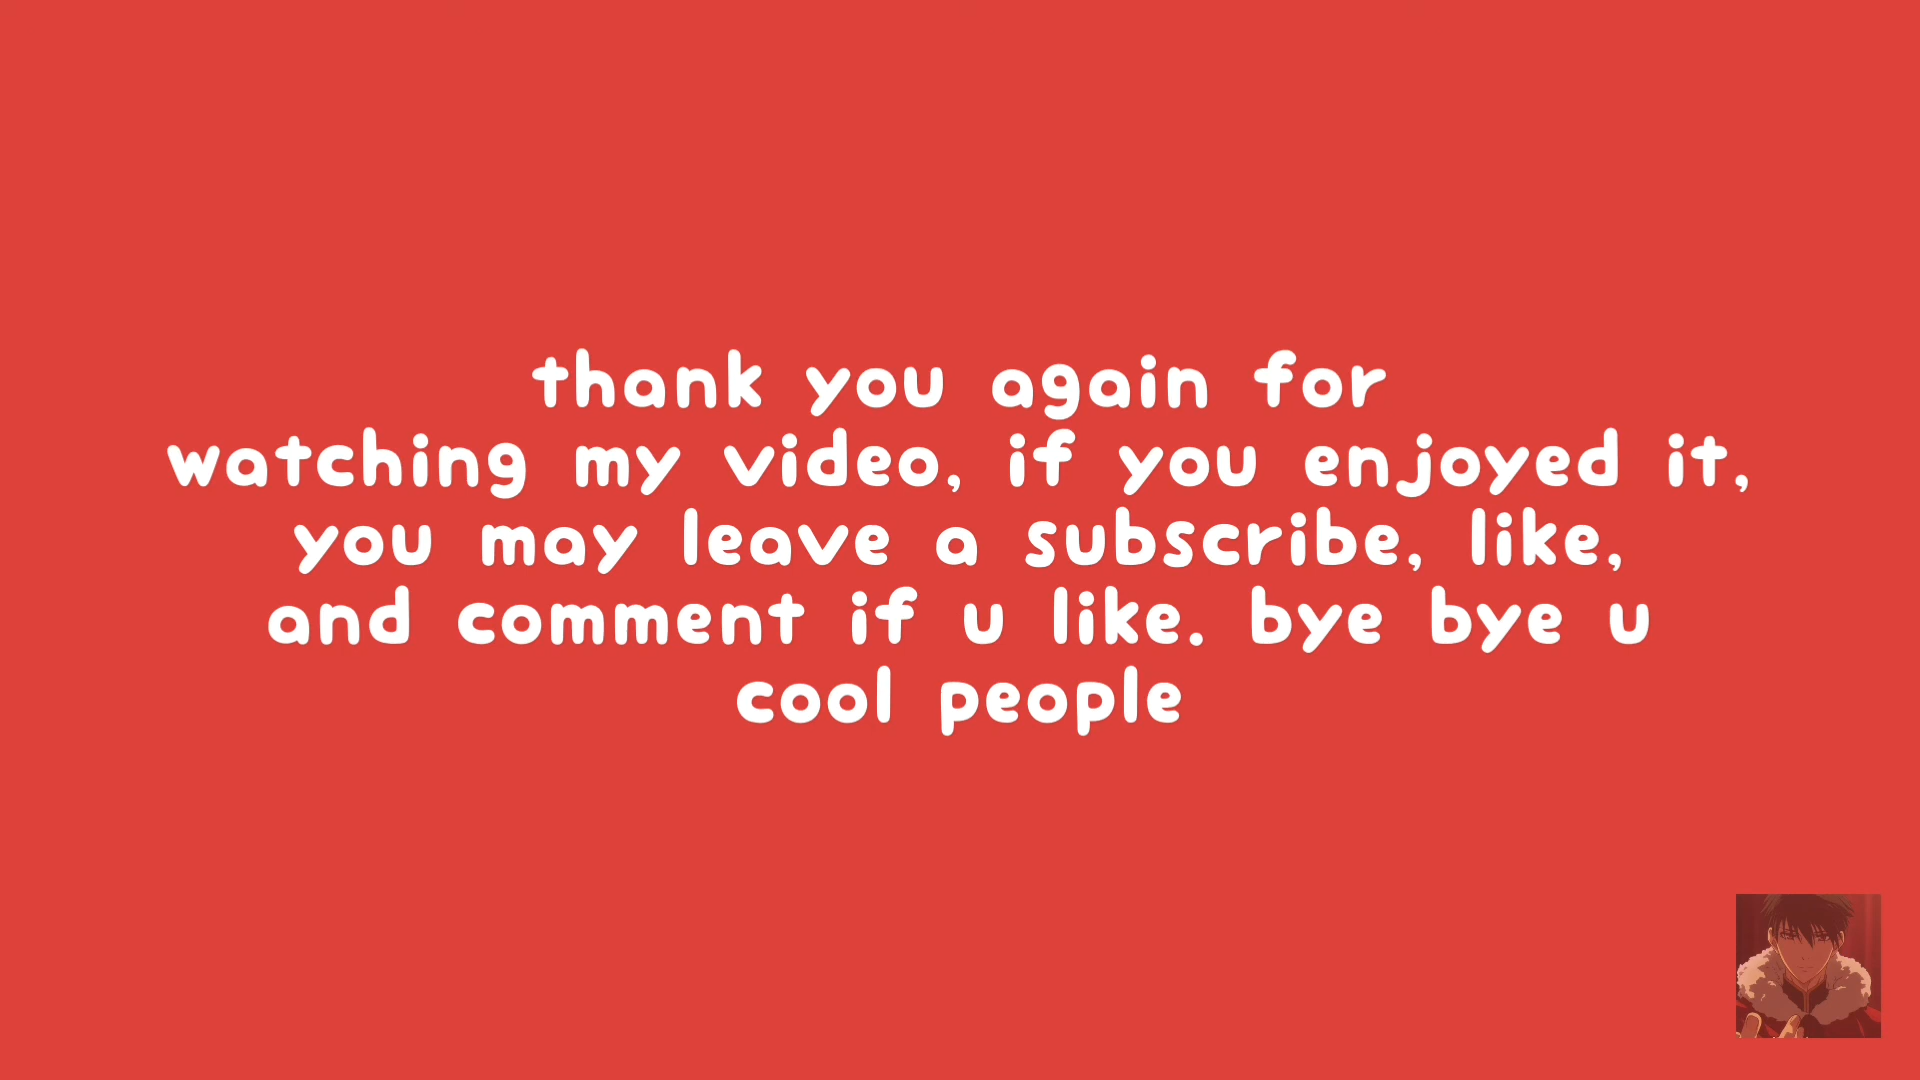 thank you again for
watching my video, if you enjoyed it,
you may leave a subscribe, like,
and comment if u like. bye bye u
cool people